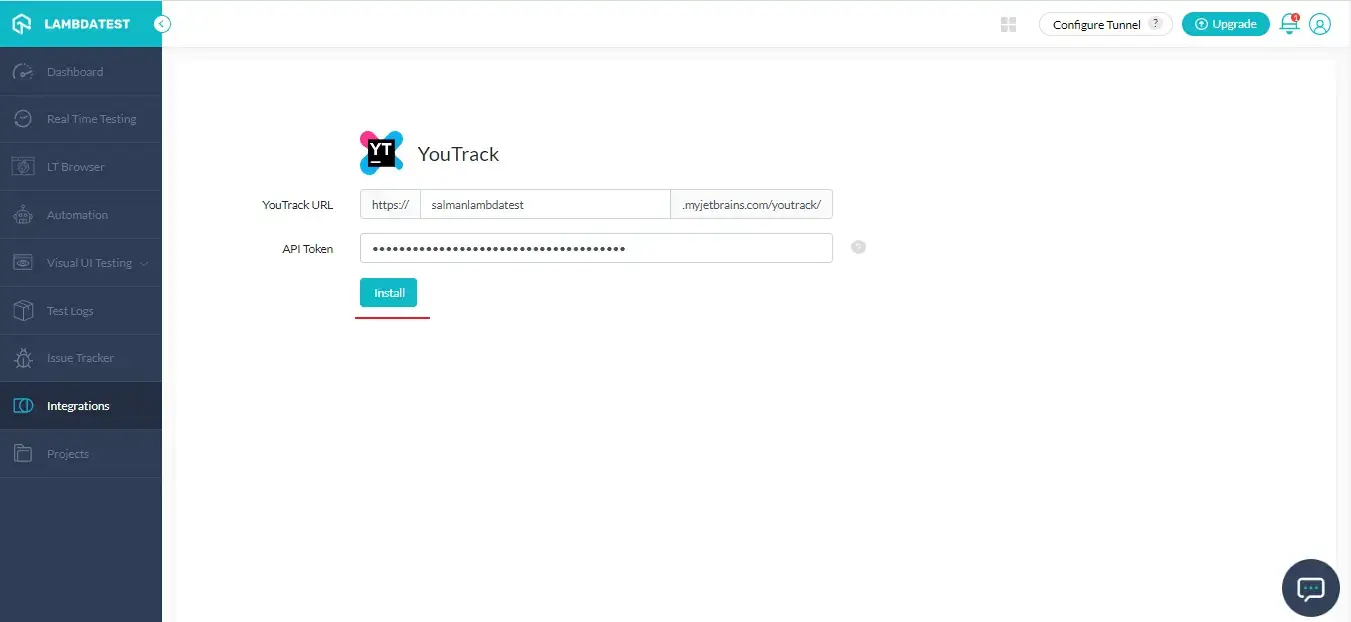 LAMBDATEST
Configure Tunnel ?
Upgrade
1
Dashboard
Real Time Testing
LT Browser
Automation
Visual UI Testing
Test Logs
Issue Tracker
Integrations
Projects
YT YouTrack
YouTrack URL https:// salmanlambdatest .myjetbrains.com/youtrack/
API Token •••••••••••••••••••••••••••••••••••••• ?
Install